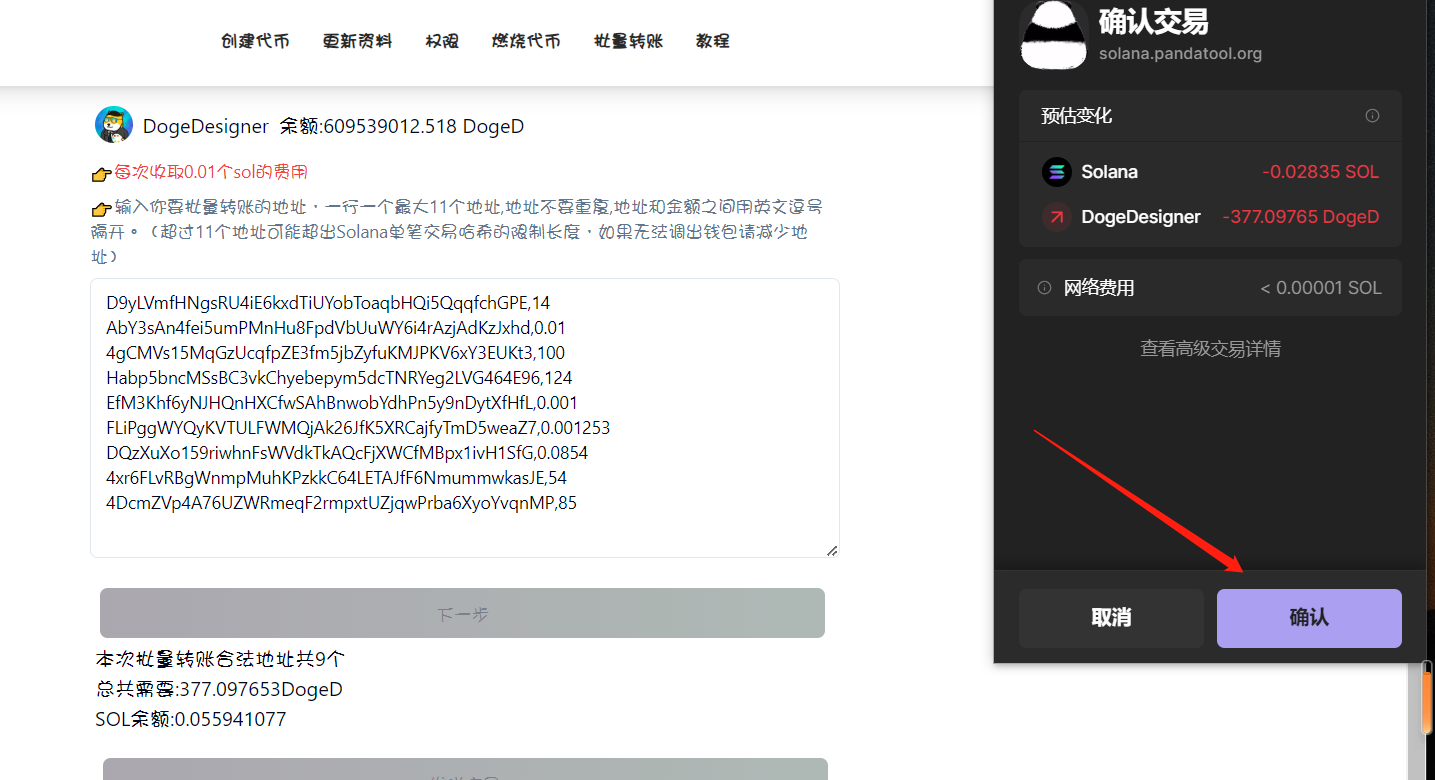 创建代币 更新资料 权限 燃烧代币 批量转账 教程
DogeDesigner 余额:609539012.518 DogeD
👉每次收取0.01个sol的费用
👉输入你要批量转账的地址，一行一个最大11个地址,地址不要重复,地址和金额之间用英文逗号
隔开。（超过11个地址可能超出Solana单笔交易哈希的限制长度，如果无法调出钱包请减少地
址）
D9yLVmfHNgsRU4iE6kxdTiUYobToaqbHQi5QqqfchGPE,14
AbY3sAn4fei5umPMnHu8FpdVbUuWY6i4rAzjAdKzJxhd,0.01
4gCMVs15MqGzUcqfpZE3fm5jbZyfuKMJPKV6xY3EUKt3,100
Habp5bncMSsBC3vkChyebepym5dcTNRYeg2LVG464E96,124
EfM3Khf6yNJHQnHXCfwSAhBnwobYdhPn5y9nDytXfHfL,0.001
FLiPggWYQyKVTULFWMQjAk26JfK5XRCajfyTmD5weaZ7,0.001253
DQzXuXo159riwhnFsWVdkTkAQcFjXWCfMBpx1ivH1SfG,0.0854
4xr6FLvRBgWnmpMuhKPzkkC64LETAJfF6NmummwkasJE,54
4DcmZVp4A76UZWRmeqF2rmpxtUZjqwPrba6XyoYvqnMP,85
下一步
本次批量转账合法地址共9个
总共需要:377.097653DogeD
SOL余额:0.055941077
确认交易
solana.pandatool.org
预估变化
Solana -0.02835 SOL
DogeDesigner -377.09765 DogeD
网络费用 < 0.00001 SOL
查看高级交易详情
取消 确认